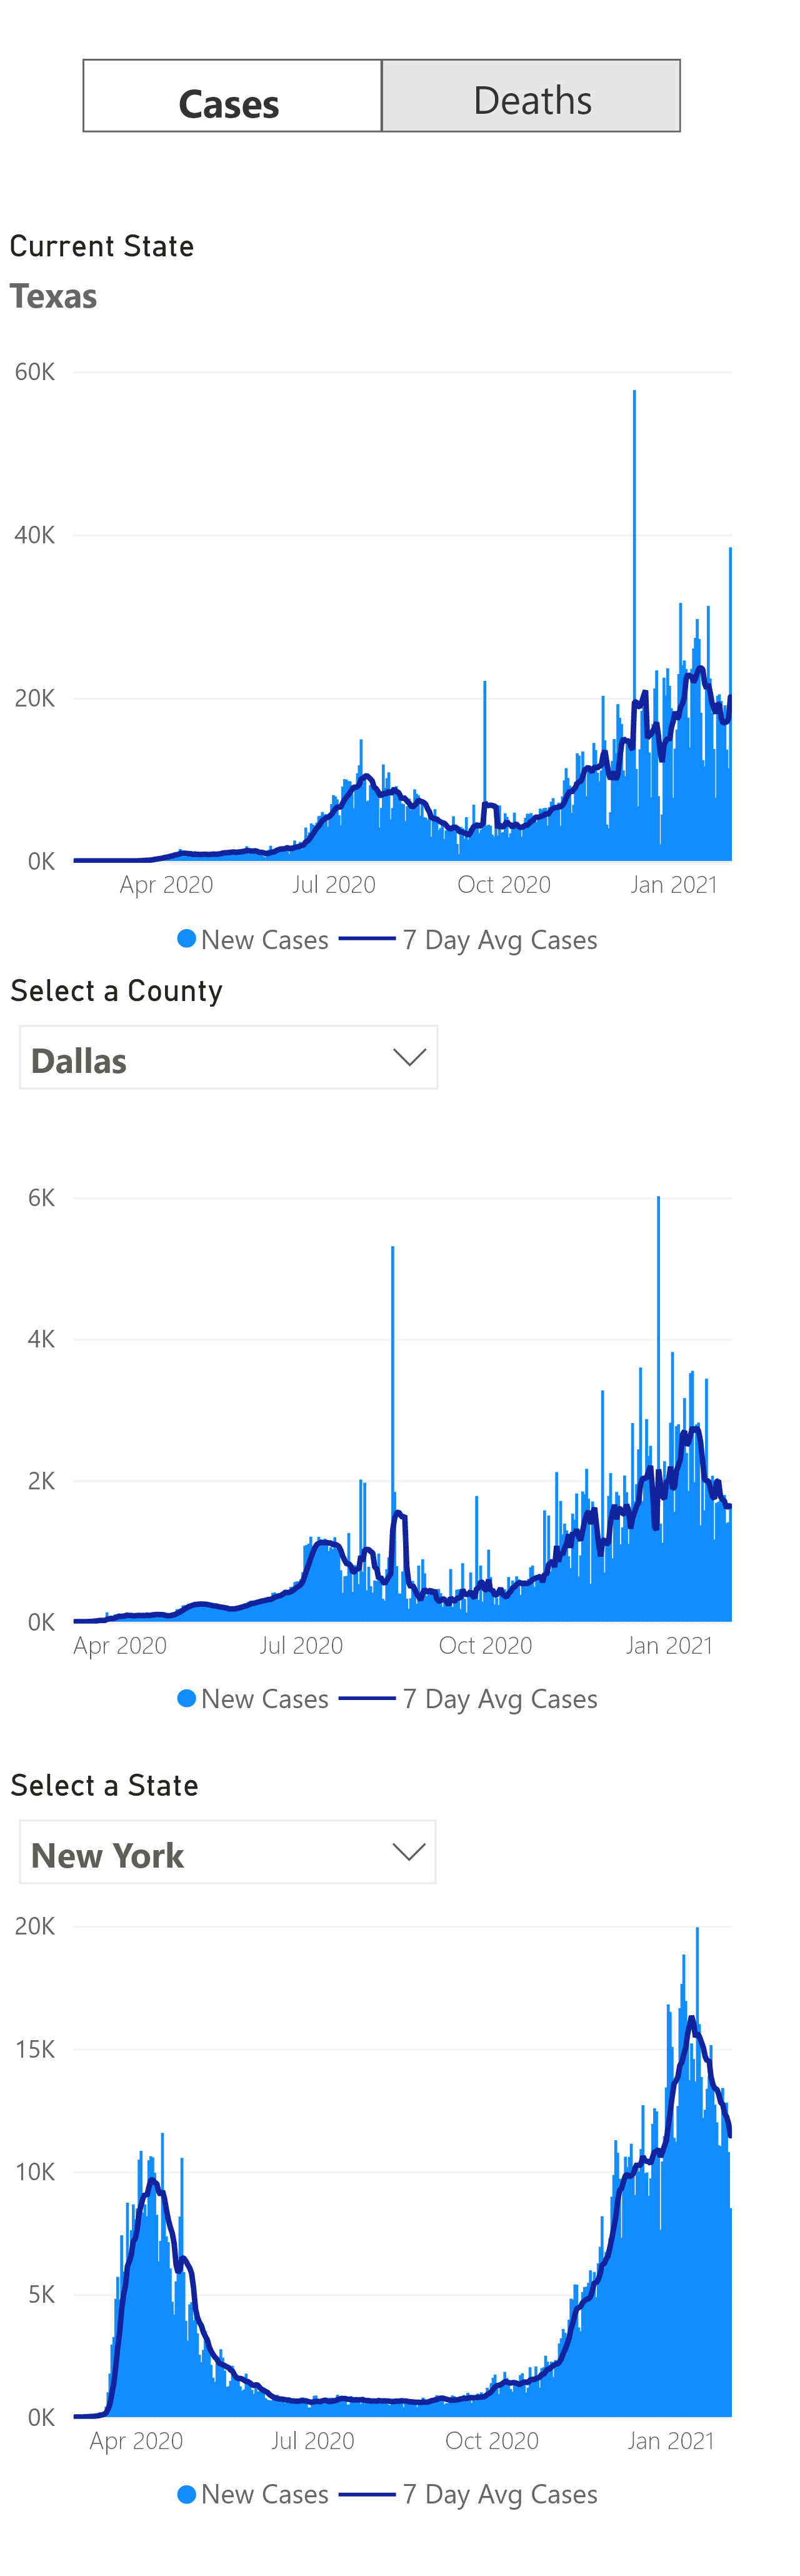 Cases Deaths
Current State
Texas
60K
40K
20K
0K
Apr 2020 Jul 2020 Oct 2020 Jan 2021
New Cases 7 Day Avg Cases
Select a County
Dallas
6K
4K
2K
0K
Apr 2020 Jul 2020 Oct 2020 Jan 2021
New Cases 7 Day Avg Cases
Select a State
New York
20K
15K
10K
5K
0K
Apr 2020 Jul 2020 Oct 2020 Jan 2021
New Cases 7 Day Avg Cases